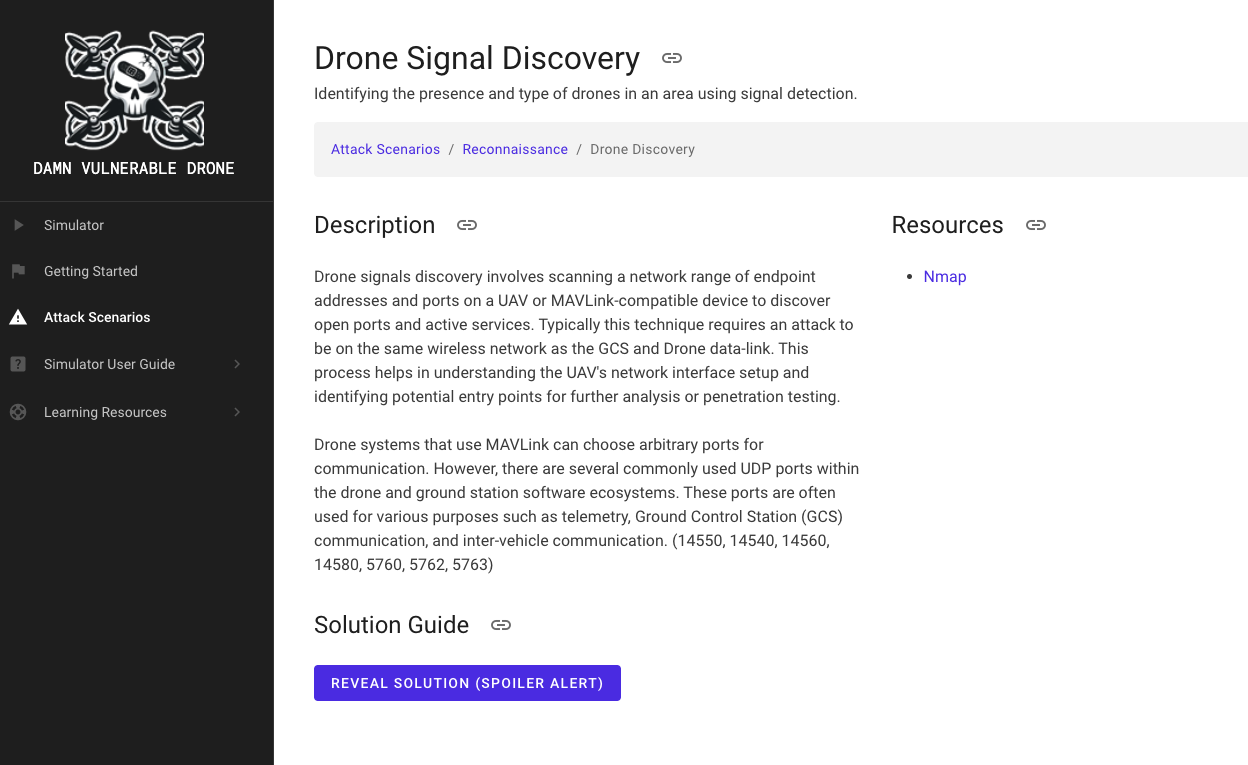 DAMN VULNERABLE DRONE
Simulator
Getting Started
Attack Scenarios
Simulator User Guide
Learning Resources
Drone Signal Discovery
Identifying the presence and type of drones in an area using signal detection.
Attack Scenarios / Reconnaissance / Drone Discovery
Description
Drone signals discovery involves scanning a network range of endpoint
addresses and ports on a UAV or MAVLink-compatible device to discover
open ports and active services. Typically this technique requires an attack to
be on the same wireless network as the GCS and Drone data-link. This
process helps in understanding the UAV's network interface setup and
identifying potential entry points for further analysis or penetration testing.
Drone systems that use MAVLink can choose arbitrary ports for
communication. However, there are several commonly used UDP ports within
the drone and ground station software ecosystems. These ports are often
used for various purposes such as telemetry, Ground Control Station (GCS)
communication, and inter-vehicle communication. (14550, 14540, 14560,
14580, 5760, 5762, 5763)
Solution Guide
REVEAL SOLUTION (SPOILER ALERT)
Resources
Nmap